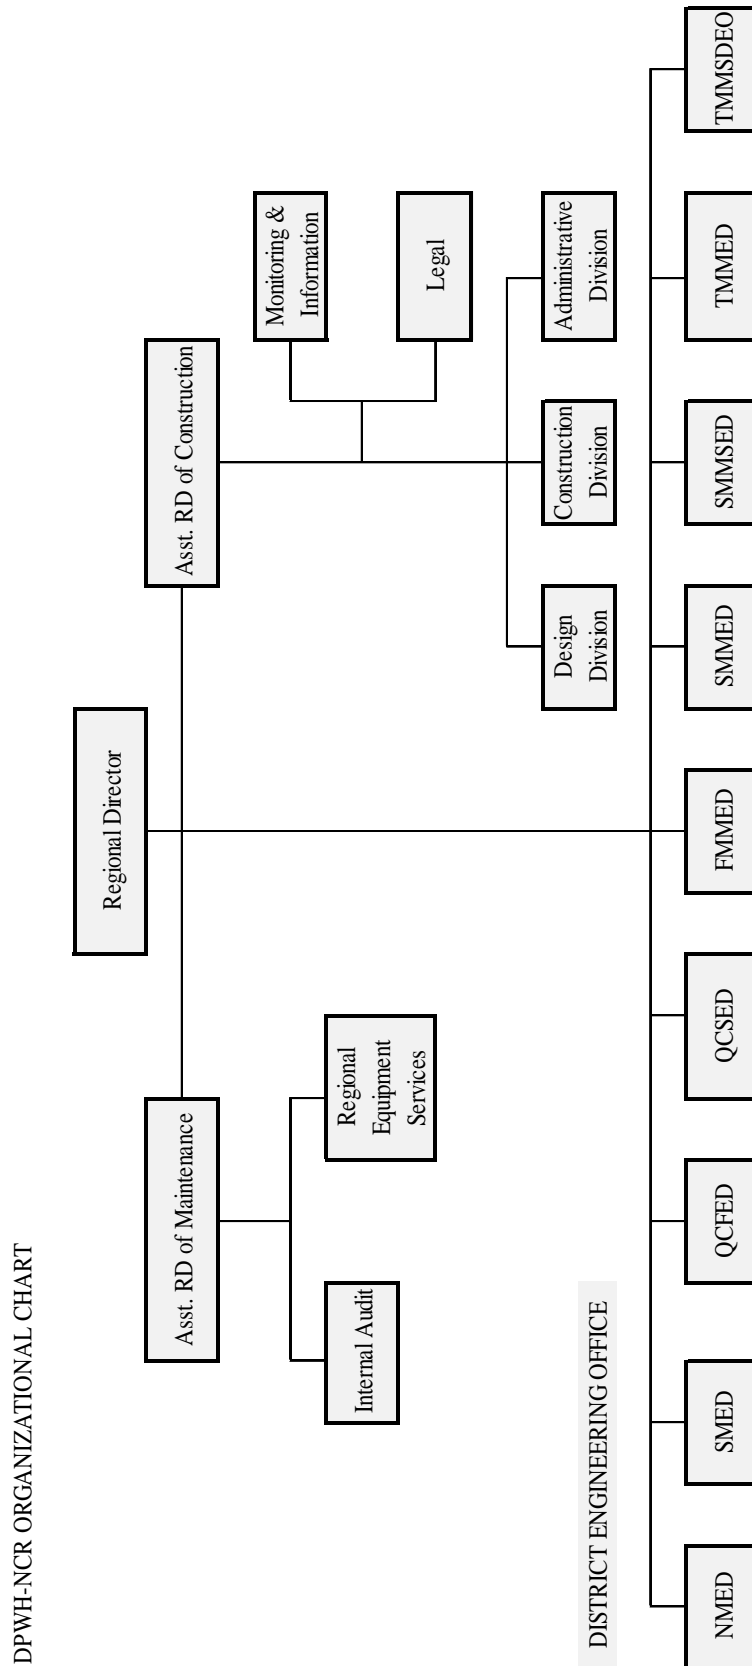 DPWH-NCR ORGANIZATIONAL CHART
Regional Director
Asst. RD of Maintenance
Asst. RD of Construction
Monitoring &
Information
Internal Audit
Regional
Equipment
Services
Legal
Design
Division
Construction
Division
Administrative
Division
DISTRICT ENGINEERING OFFICE
NMED
SMED
QCFED
QCSED
FMMED
SMMED
SMMSED
TMMED
TMMSDEO